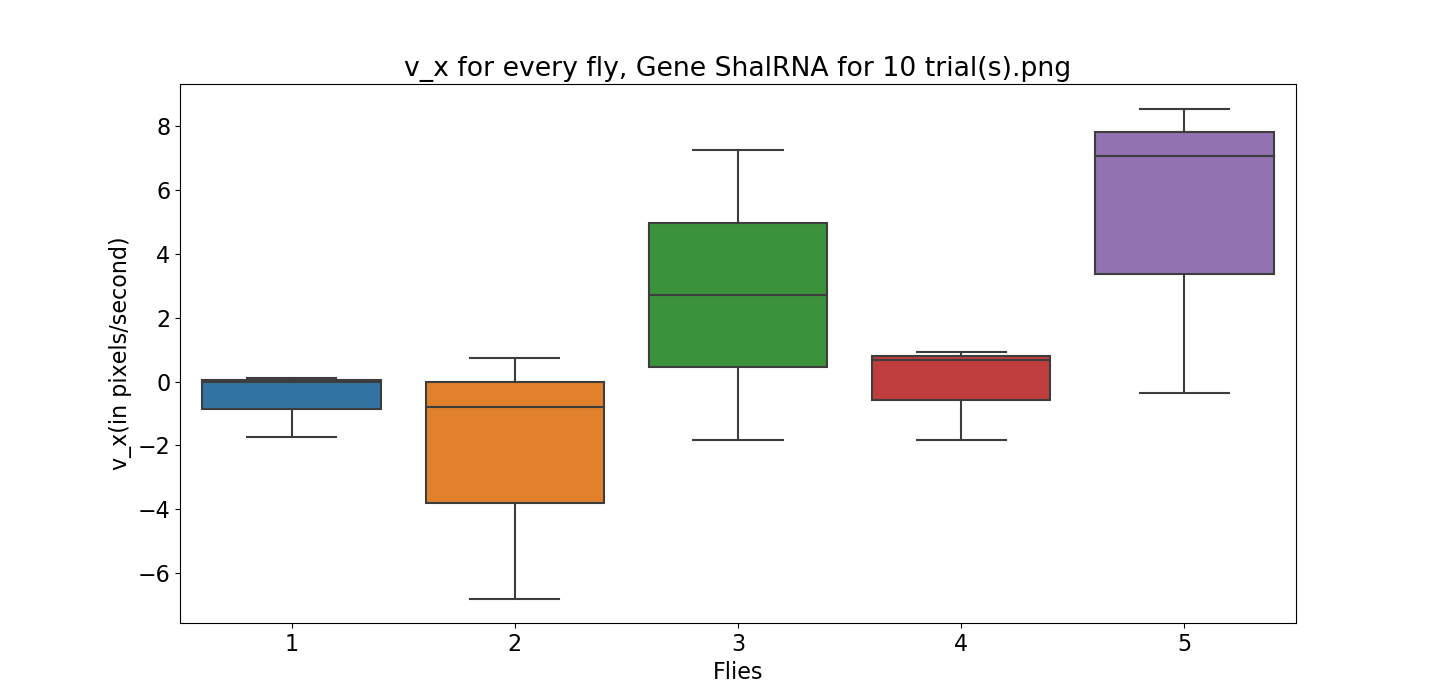 v_x for every fly, Gene ShalRNA for 10 trial(s).png
v_x(in pixels/second)
8
6
4
2
0
−2
−4
−6
1 2 3 4 5
Flies